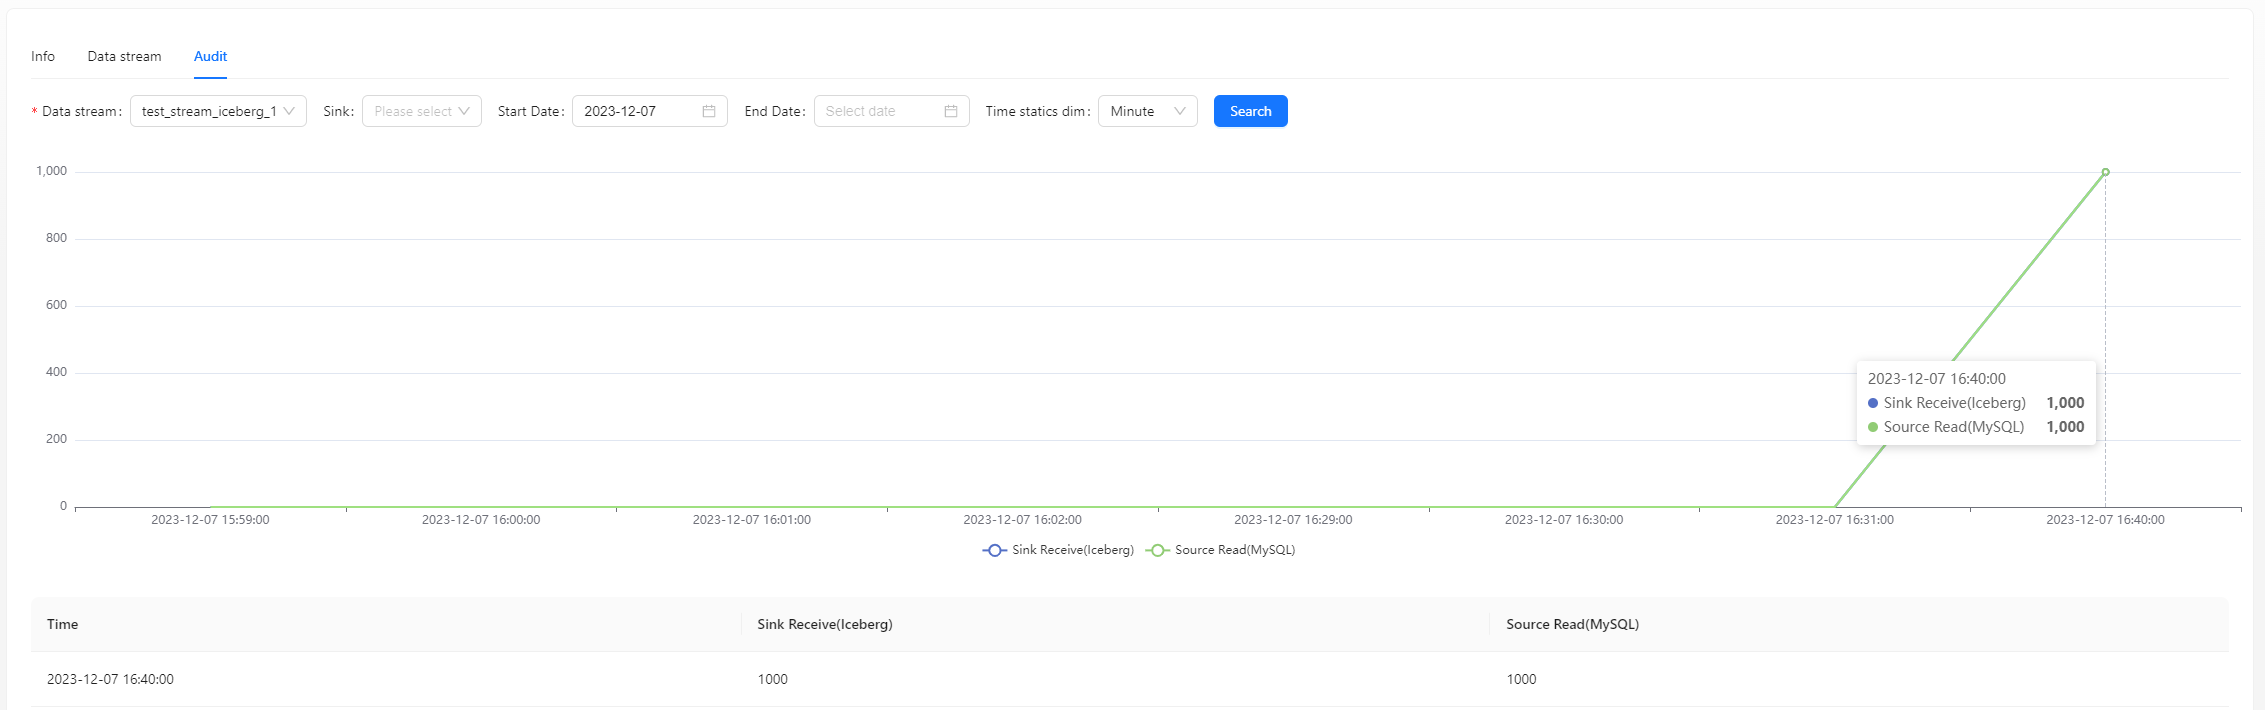 Info Data stream Audit
* Data stream: test_stream_iceberg_1 Sink: Please select Start Date: 2023-12-07 End Date: Select date Time statics dim: Minute Search
1,000
800
600
400
200
0
2023-12-07 16:40:00
Sink Receive(Iceberg) 1,000
Source Read(MySQL) 1,000
2023-12-07 15:59:00 2023-12-07 16:00:00 2023-12-07 16:01:00 2023-12-07 16:02:00 2023-12-07 16:29:00 2023-12-07 16:30:00 2023-12-07 16:31:00 2023-12-07 16:40:00
Sink Receive(Iceberg) Source Read(MySQL)
Time Sink Receive(Iceberg) Source Read(MySQL)
2023-12-07 16:40:00 1000 1000